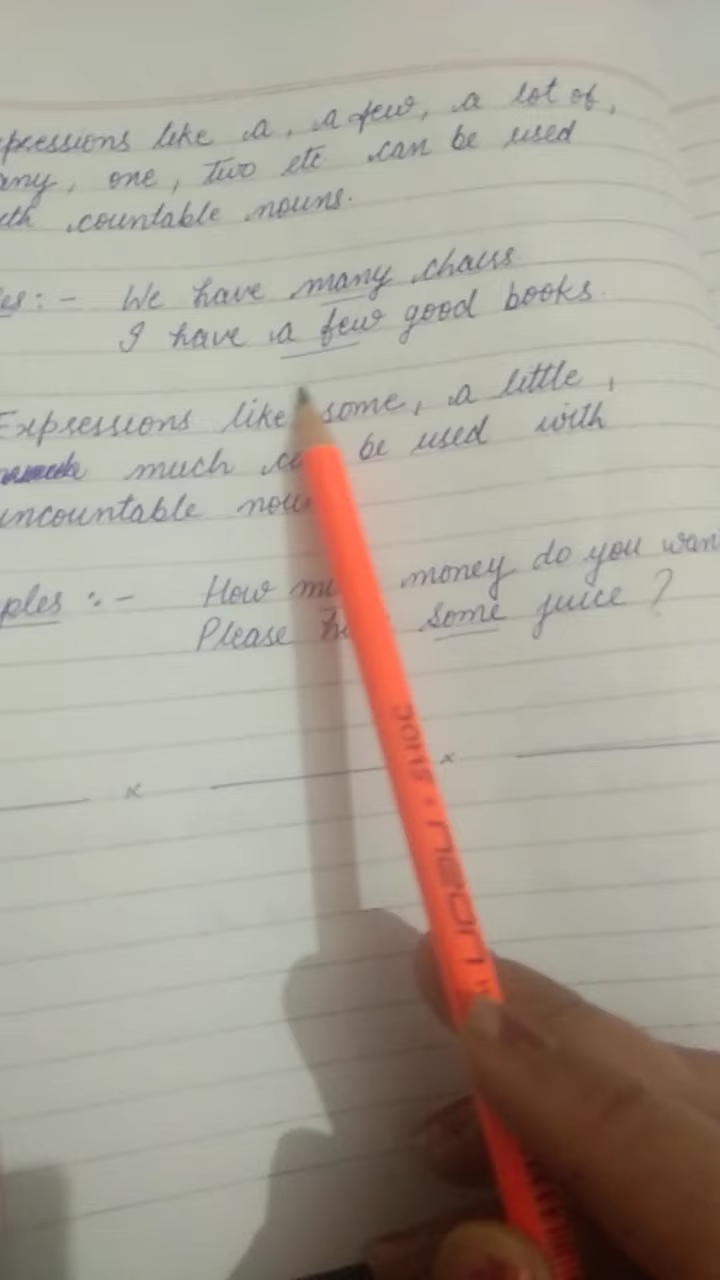 pressions like a, a few, a lot of,
any, one, two etc can be used
th countable nouns.
es:- We have many chairs.
I have a few good books.
Expressions like some, a little,
much be used with
uncountable
ples :- How money do you wan
Please some juice ?
x x
DOMS . neon